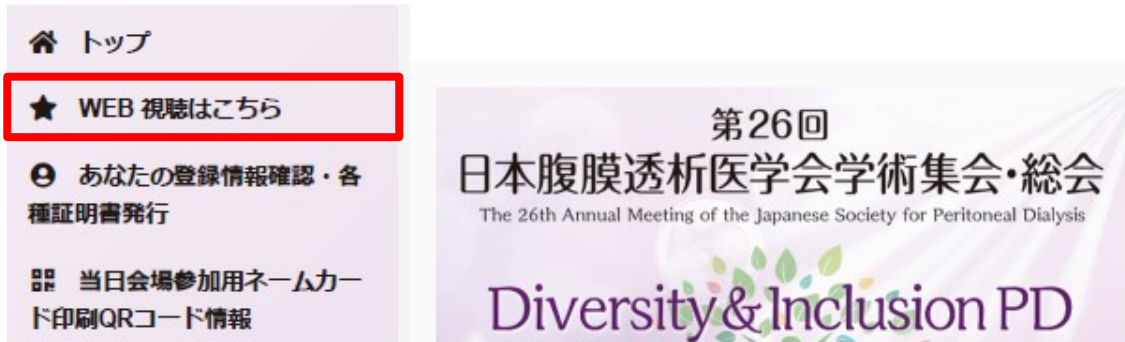 トップ
WEB 視聴はこちら
あなたの登録情報確認・各
種証明書発行
当日会場参加用ネームカー
ド印刷QRコード情報
第26回
日本腹膜透析医学会学術集会・総会
The 26th Annual Meeting of the Japanese Society for Peritoneal Dialysis
Diversity&Inclusion PD